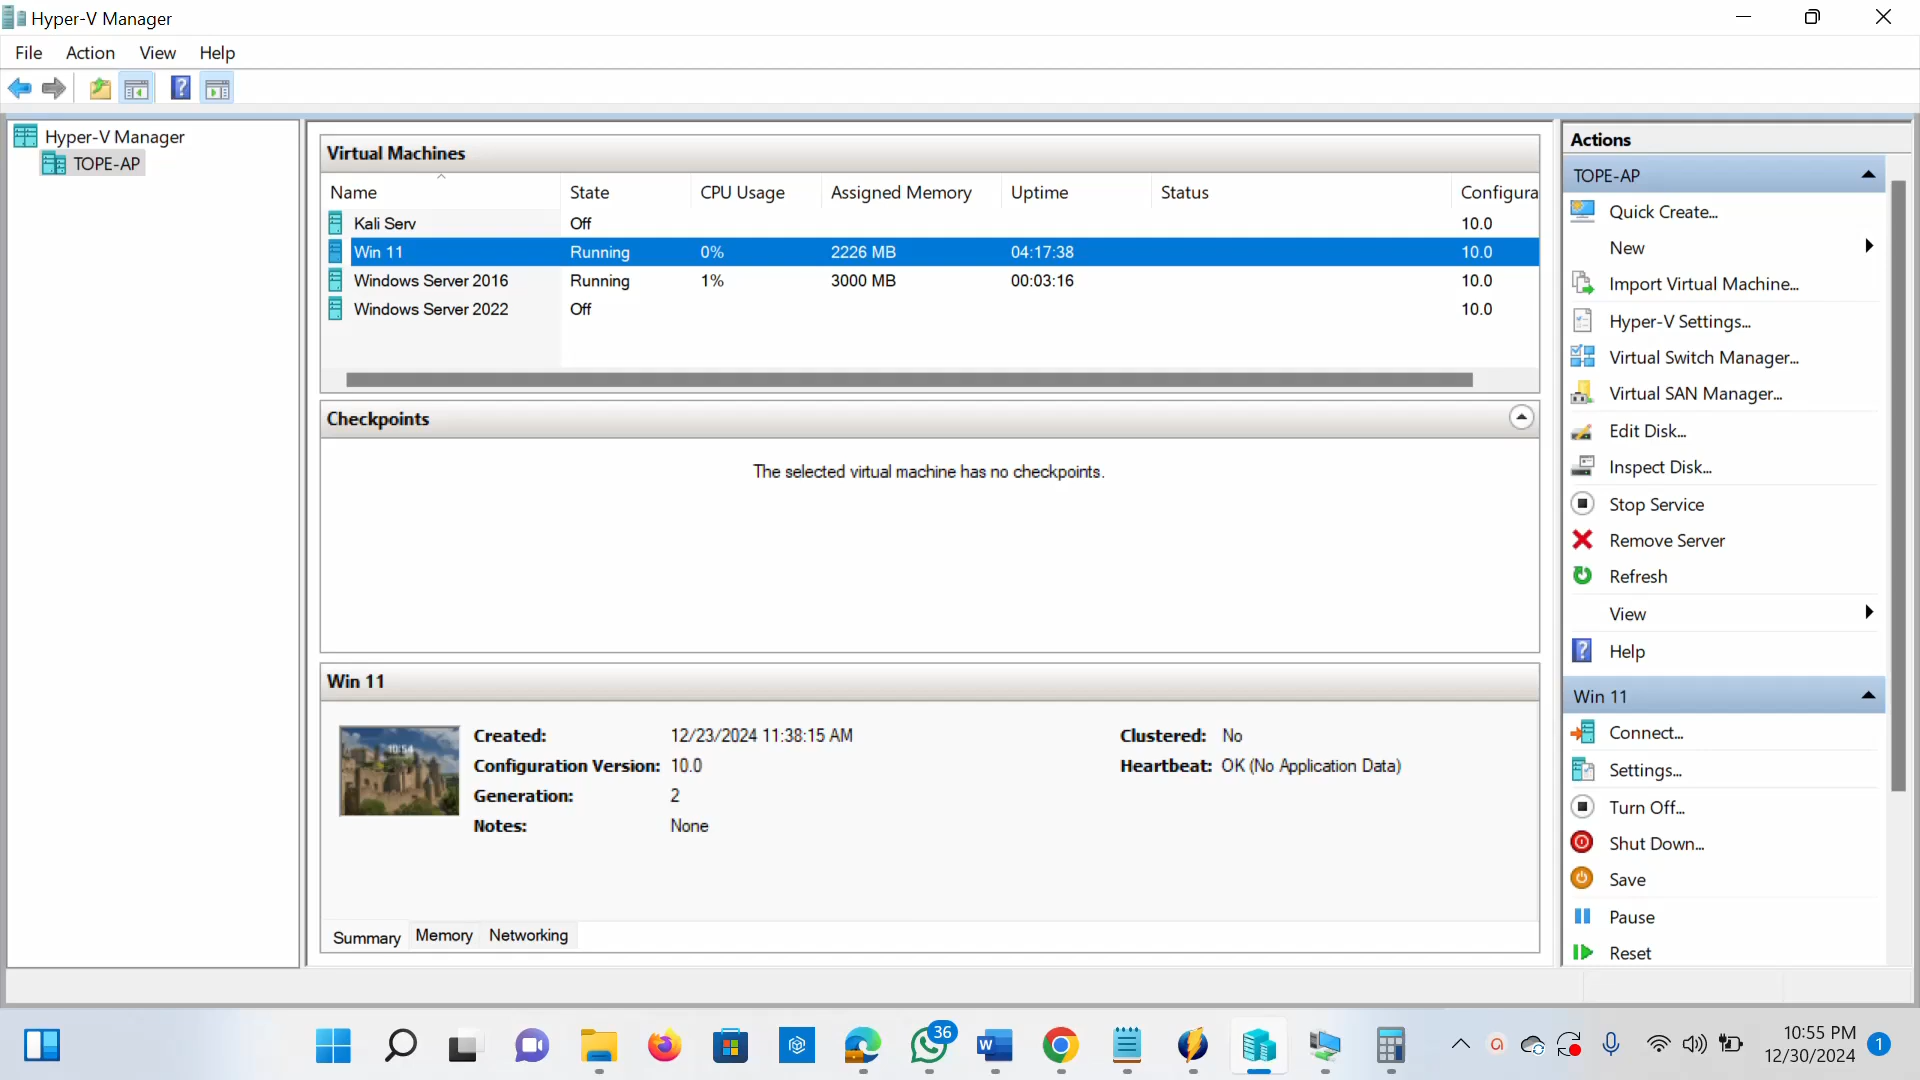 Hyper-V Manager
File Action View Help
Hyper-V Manager
TOPE-AP
Virtual Machines
Name State CPU Usage Assigned Memory Uptime Status Configura
Kali Serv Off 10.0
Win 11 Running 0% 2226 MB 04:17:38 10.0
Windows Server 2016 Running 1% 3000 MB 00:03:16 10.0
Windows Server 2022 Off 10.0
Checkpoints
The selected virtual machine has no checkpoints.
Win 11
10:54
Created: 12/23/2024 11:38:15 AM Clustered: No
Configuration Version: 10.0 Heartbeat: OK (No Application Data)
Generation: 2
Notes: None
Summary Memory Networking
Actions
TOPE-AP
Quick Create...
New
Import Virtual Machine...
Hyper-V Settings...
Virtual Switch Manager...
Virtual SAN Manager...
Edit Disk...
Inspect Disk...
Stop Service
Remove Server
Refresh
View
Help
Win 11
Connect...
Settings...
Turn Off...
Shut Down...
Save
Pause
Reset
36
10:55 PM
12/30/2024
1